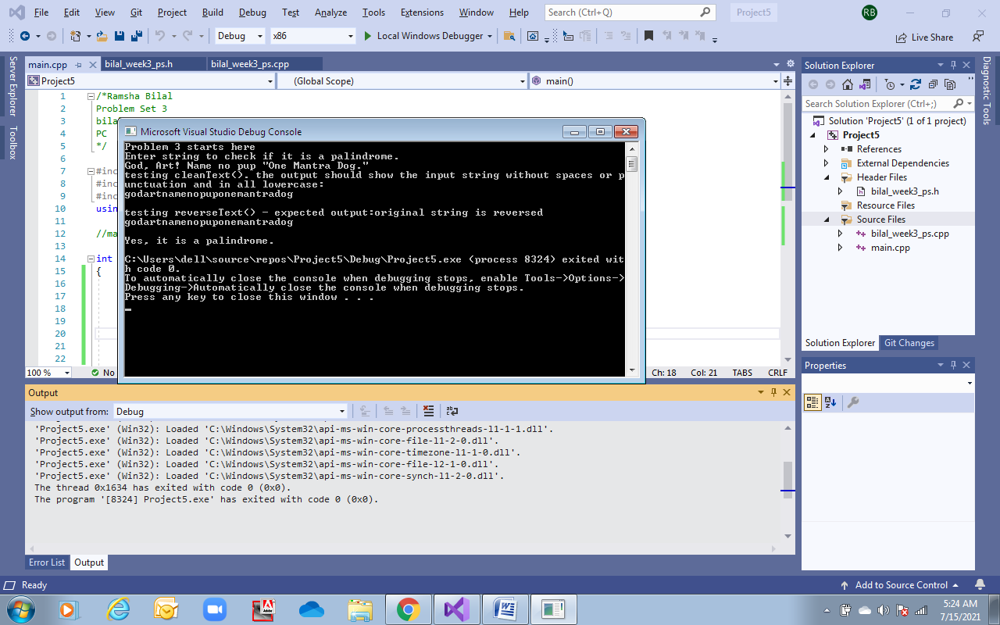 File Edit View Git Project Build Debug Test Analyze Tools Extensions Window Help Search (Ctrl+Q) Project5 RB
Debug x86 Local Windows Debugger Live Share
Server Explorer
Toolbox
main.cpp bilal_week3_ps.h bilal_week3_ps.cpp
Project5 (Global Scope) main()
1 /*Ramsha Bilal
2 Problem Set 3
3 bila
4 PC
5 */
6
7 #inc
8 #inc
9 #inc
10 usin
11
12 //ma
13
14 int
15 {
16
17
18
19
20
21
22
100 % No Ch: 18 Col: 21 TABS CRLF
Microsoft Visual Studio Debug Console
Problem 3 starts here
Enter string to check if it is a palindrome.
God, Art! Name no pup "One Mantra Dog."
testing cleanText(). the output should show the input string without spaces or p
unctuation and in all lowercase:
godartnamenopuponemantradog
testing reverseText() - expected output:original string is reversed
godartnamenopuponemantradog
Yes, it is a palindrome.
C:\Users\dell\source\repos\Project5\Debug\Project5.exe (process 8324) exited wit
h code 0.
To automatically close the console when debugging stops, enable Tools->Options->
Debugging->Automatically close the console when debugging stops.
Press any key to close this window . . .
Output
Show output from: Debug
'Project5.exe' (Win32): Loaded 'C:\Windows\System32\api-ms-win-core-processthreads-l1-1-1.dll'.
'Project5.exe' (Win32): Loaded 'C:\Windows\System32\api-ms-win-core-file-l1-2-0.dll'.
'Project5.exe' (Win32): Loaded 'C:\Windows\System32\api-ms-win-core-timezone-l1-1-0.dll'.
'Project5.exe' (Win32): Loaded 'C:\Windows\System32\api-ms-win-core-file-l2-1-0.dll'.
'Project5.exe' (Win32): Loaded 'C:\Windows\System32\api-ms-win-core-synch-l1-2-0.dll'.
The thread 0x1634 has exited with code 0 (0x0).
The program '[8324] Project5.exe' has exited with code 0 (0x0).
Error List Output
Solution Explorer
Search Solution Explorer (Ctrl+;)
Solution 'Project5' (1 of 1 project)
Project5
References
External Dependencies
Header Files
bilal_week3_ps.h
Resource Files
Source Files
bilal_week3_ps.cpp
main.cpp
Solution Explorer Git Changes
Properties
Diagnostic Tools
Ready Add to Source Control
5:24 AM
7/15/2021